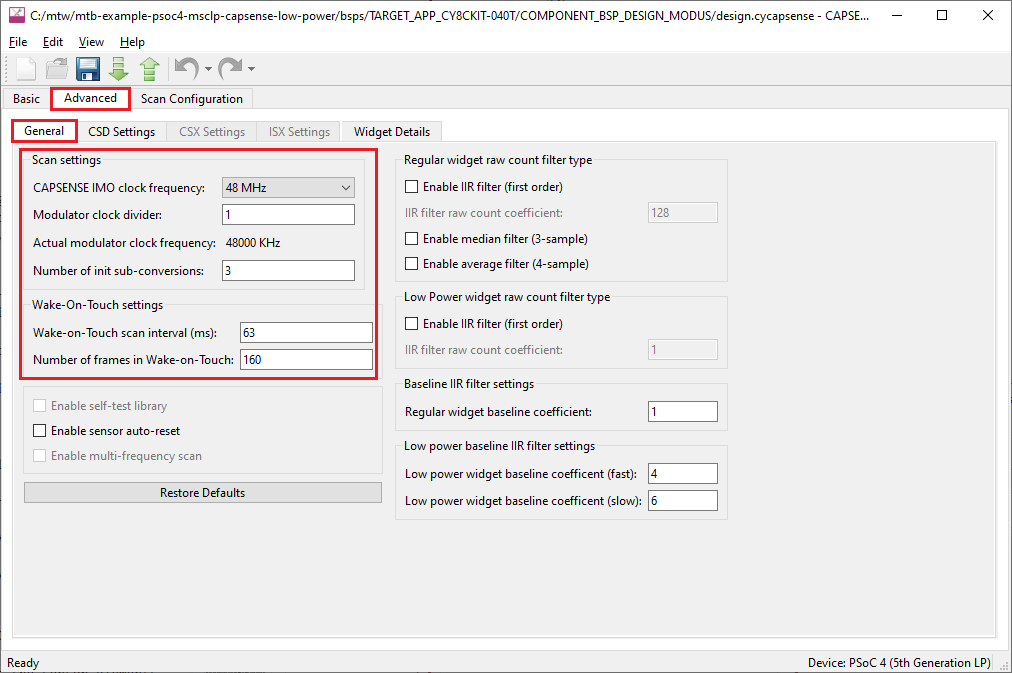 C:/mtw/mtb-example-psoc4-msclp-capsense-low-power/bsps/TARGET_APP_CY8CKIT-040T/COMPONENT_BSP_DESIGN_MODUS/design.cycapsense - CAPSE...
File Edit View Help
Basic Advanced Scan Configuration
General CSD Settings CSX Settings ISX Settings Widget Details
Scan settings
CAPSENSE IMO clock frequency: 48 MHz
Modulator clock divider: 1
Actual modulator clock frequency: 48000 KHz
Number of init sub-conversions: 3
Wake-On-Touch settings
Wake-on-Touch scan interval (ms): 63
Number of frames in Wake-on-Touch: 160
Enable self-test library
Enable sensor auto-reset
Enable multi-frequency scan
Restore Defaults
Regular widget raw count filter type
Enable IIR filter (first order)
IIR filter raw count coefficient: 128
Enable median filter (3-sample)
Enable average filter (4-sample)
Low Power widget raw count filter type
Enable IIR filter (first order)
IIR filter raw count coefficient: 1
Baseline IIR filter settings
Regular widget baseline coefficient: 1
Low power baseline IIR filter settings
Low power widget baseline coefficent (fast): 4
Low power widget baseline coefficent (slow): 6
Ready Device: PSoC 4 (5th Generation LP)